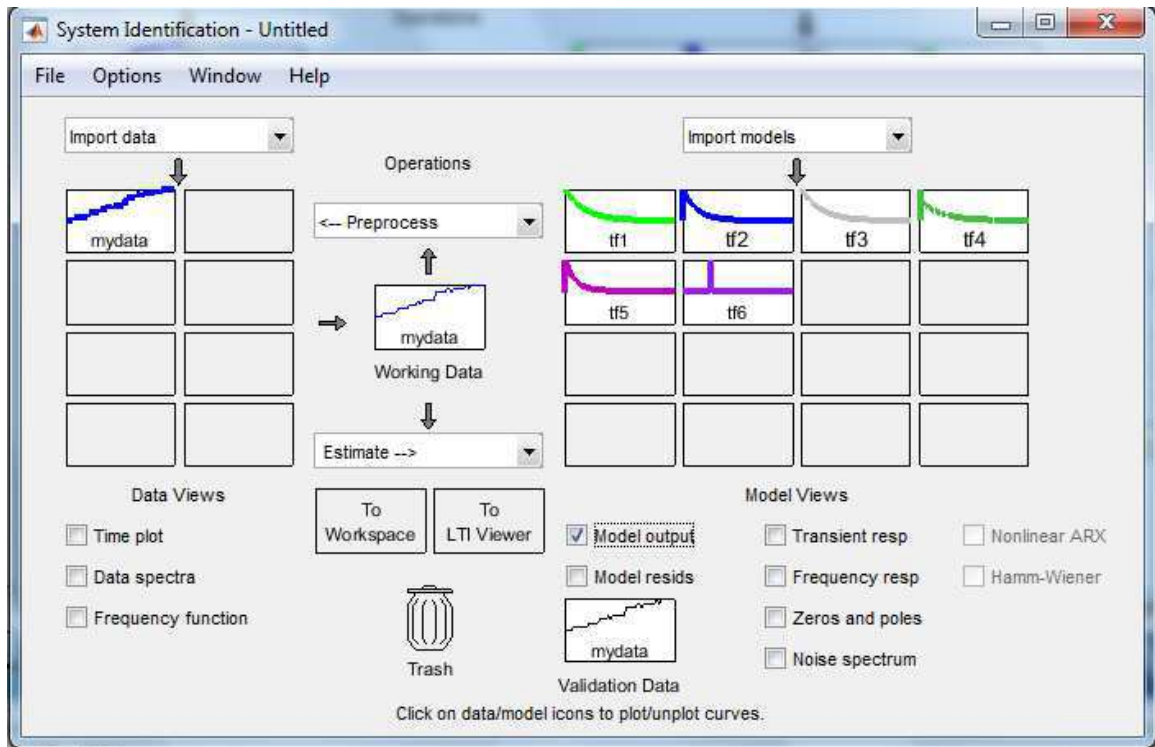 System Identification - Untitled
File Options Window Help
Import data
Import models
Operations
<-- Preprocess
mydata
tf1 tf2 tf3 tf4
tf5 tf6
mydata
Working Data
Estimate -->
Data Views
Model Views
To Workspace
To LTI Viewer
Time plot
Data spectra
Frequency function
Model output
Model resids
Transient resp
Frequency resp
Zeros and poles
Noise spectrum
Nonlinear ARX
Hamm-Wiener
Trash
mydata
Validation Data
Click on data/model icons to plot/unplot curves.